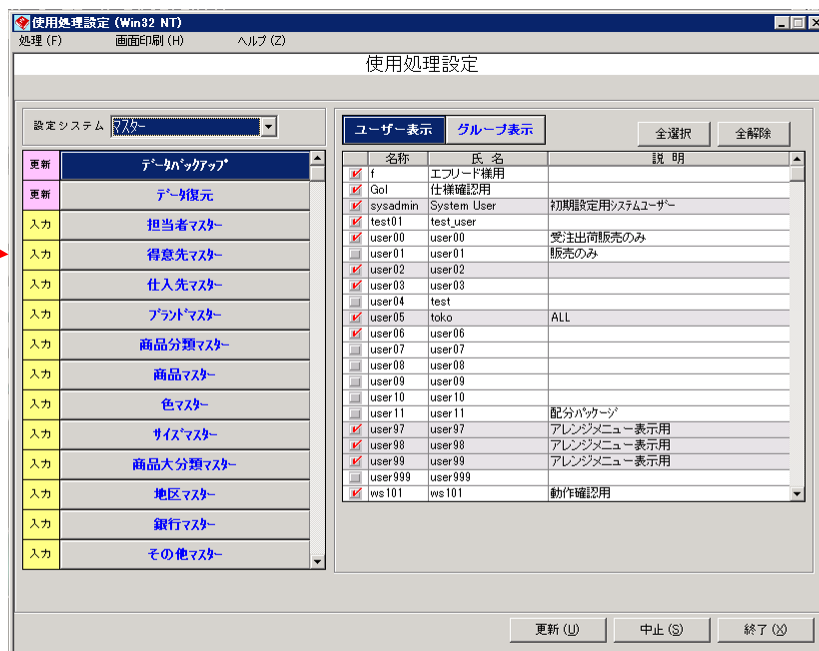 使用処理設定 (Win32 NT)
処理(F) 画面印刷(H) ヘルプ(Z)
使用処理設定
設定システム ﾏｽﾀｰ
ユーザー表示 グループ表示 全選択 全解除
更新 ﾃﾞｰﾀﾊﾞｯｸｱｯﾌﾟ
更新 ﾃﾞｰﾀ復元
入力 担当者ﾏｽﾀｰ
入力 得意先ﾏｽﾀｰ
入力 仕入先ﾏｽﾀｰ
入力 ﾌﾞﾗﾝﾄﾞﾏｽﾀｰ
入力 商品分類ﾏｽﾀｰ
入力 商品ﾏｽﾀｰ
入力 色ﾏｽﾀｰ
入力 ｻｲｽﾞﾏｽﾀｰ
入力 商品大分類ﾏｽﾀｰ
入力 地区ﾏｽﾀｰ
入力 銀行ﾏｽﾀｰ
入力 その他ﾏｽﾀｰ
名称 氏名 説明
f エフリード様用
Gol 仕様確認用
sysadmin System User 初期設定用ｼｽﾃﾑﾕｰｻﾞｰ
test01 test_user
user00 user00 受注出荷販売のみ
user01 user01 販売のみ
user02 user02
user03 user03
user04 test
user05 toko ALL
user06 user06
user07 user07
user08 user08
user09 user09
user10 user10
user11 user11 配分ﾊﾟｯｹｰｼﾞ
user97 user97 アレンジメニュー表示用
user98 user98 アレンジメニュー表示用
user99 user99 アレンジメニュー表示用
user999 user999
ws101 ws101 動作確認用
更新(U) 中止(S) 終了(X)